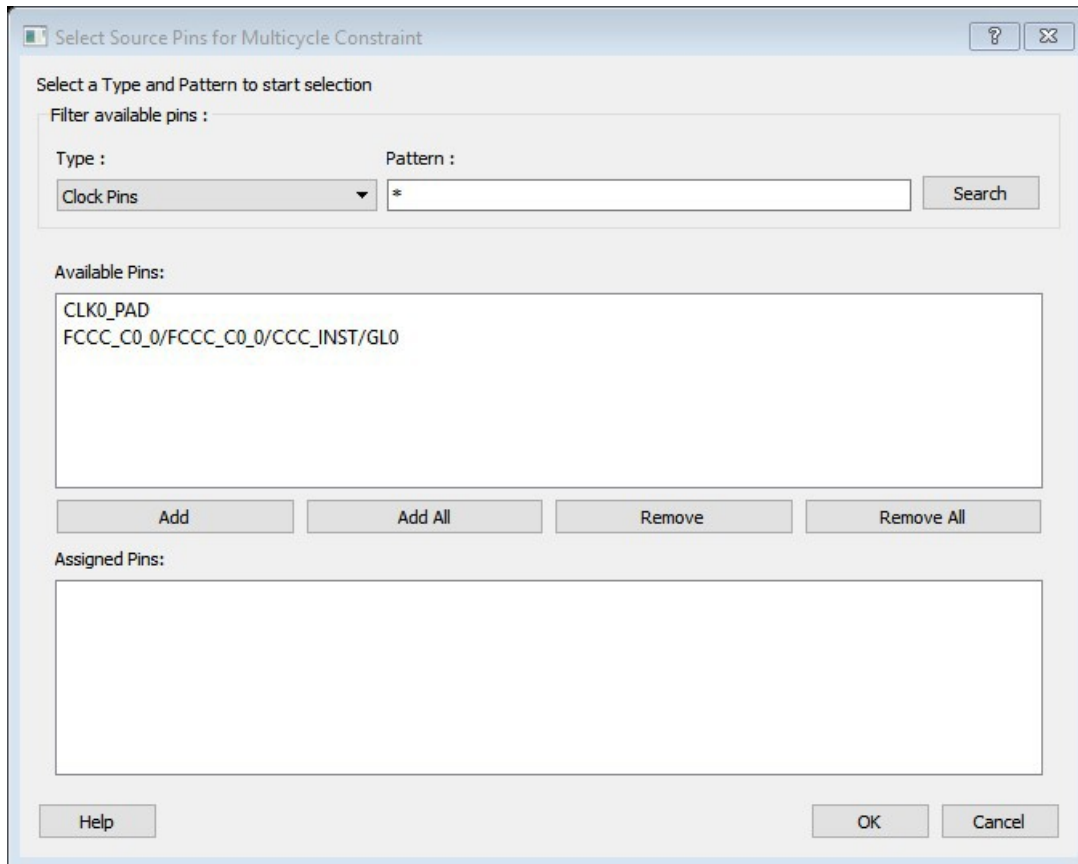 Select Source Pins for Multicycle Constraint
Select a Type and Pattern to start selection
Filter available pins :
Type : Pattern :
Clock Pins * Search
Available Pins:
CLK0_PAD
FCCC_C0_0/FCCC_C0_0/CCC_INST/GL0
Add Add All Remove Remove All
Assigned Pins:
Help OK Cancel